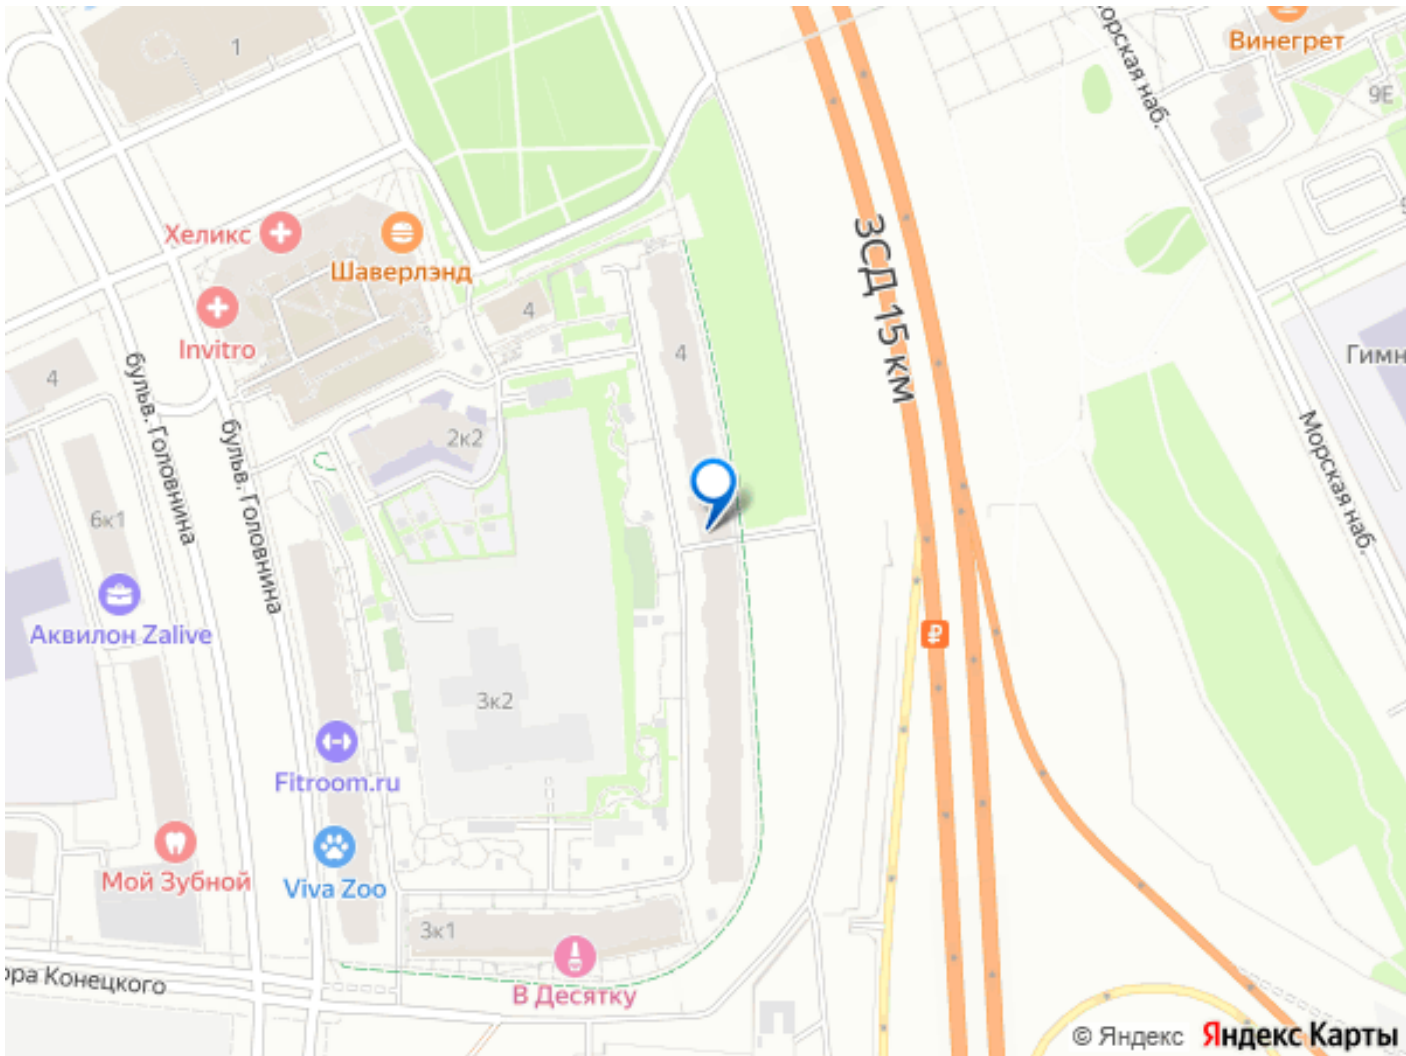 1
Винегрет
9Е
Морская наб.
Хеликс
Шаверлэнд
ЗСД 15 км
4
Invitro
4
4
Гимн
бульв. Головнина
бульв. Головнина
2к2
Морская наб.
6к1
Аквилон Zalive
3к2
Fitroom.ru
Мой Зубной
Viva Zoo
3к1
ора Конецкого
В Десятку
© Яндекс Яндекс Карты